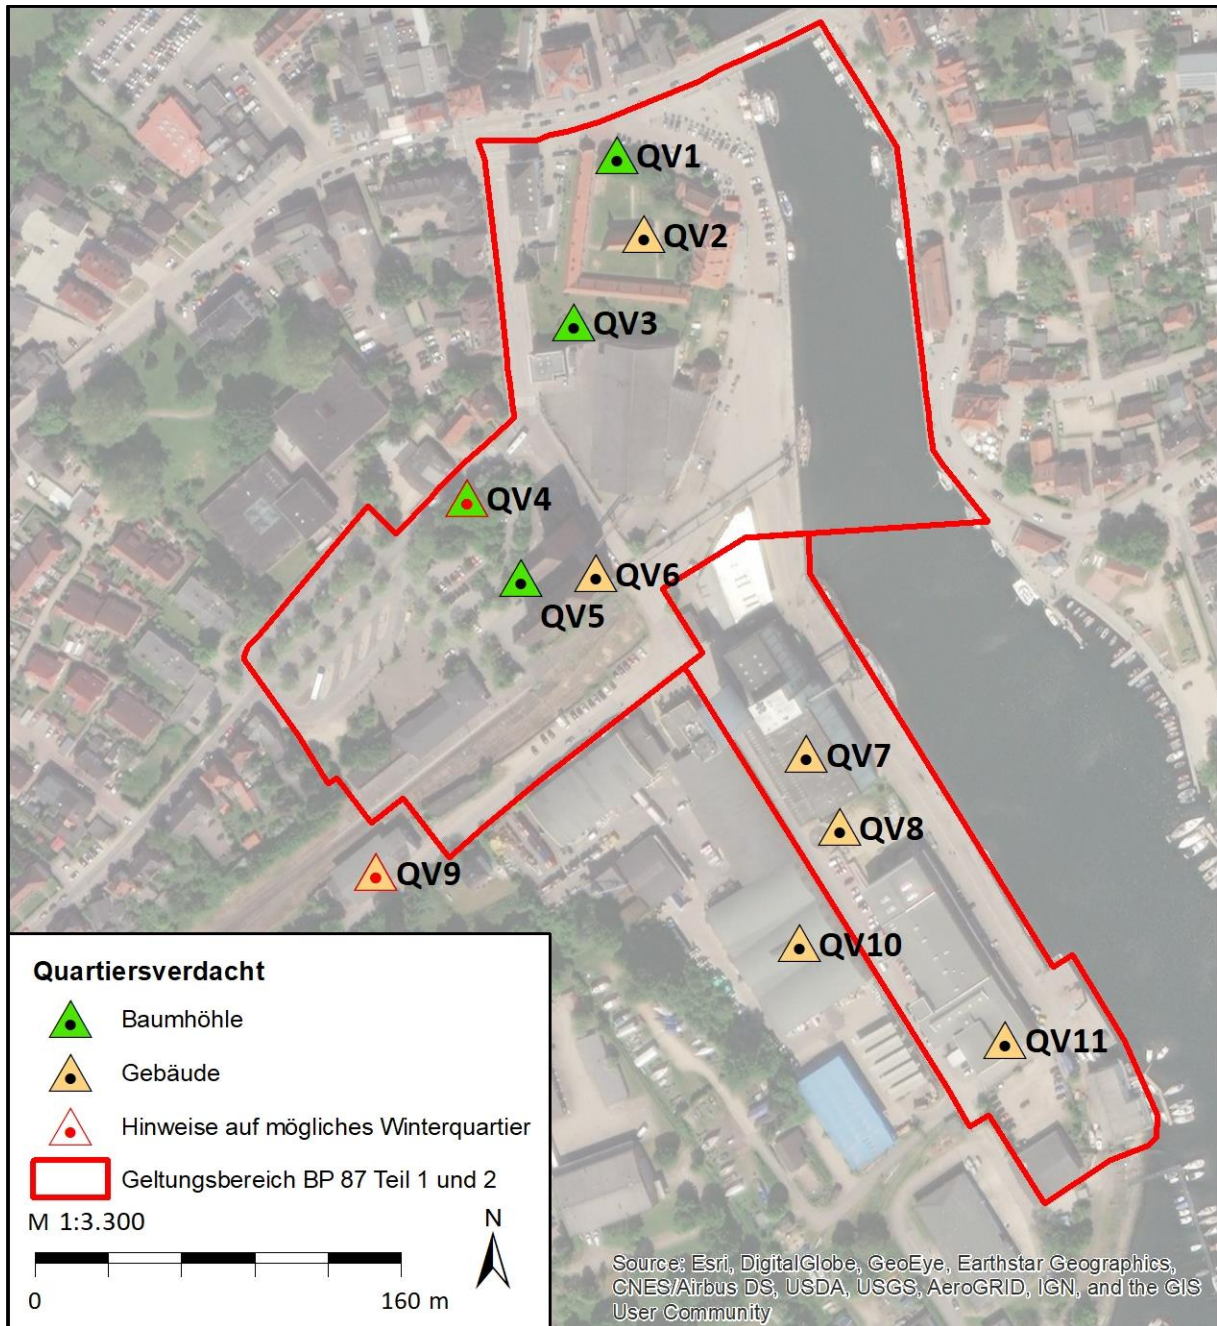 QV1
QV2
QV3
QV4
QV5
QV6
QV7
QV8
QV9
QV10
QV11
Quartiersverdacht
Baumhöhle
Gebäude
Hinweise auf mögliches Winterquartier
Geltungsbereich BP 87 Teil 1 und 2
M 1:3.300
N
0 160 m
Source: Esri, DigitalGlobe, GeoEye, Earthstar Geographics,
CNES/Airbus DS, USDA, USGS, AeroGRID, IGN, and the GIS
User Community